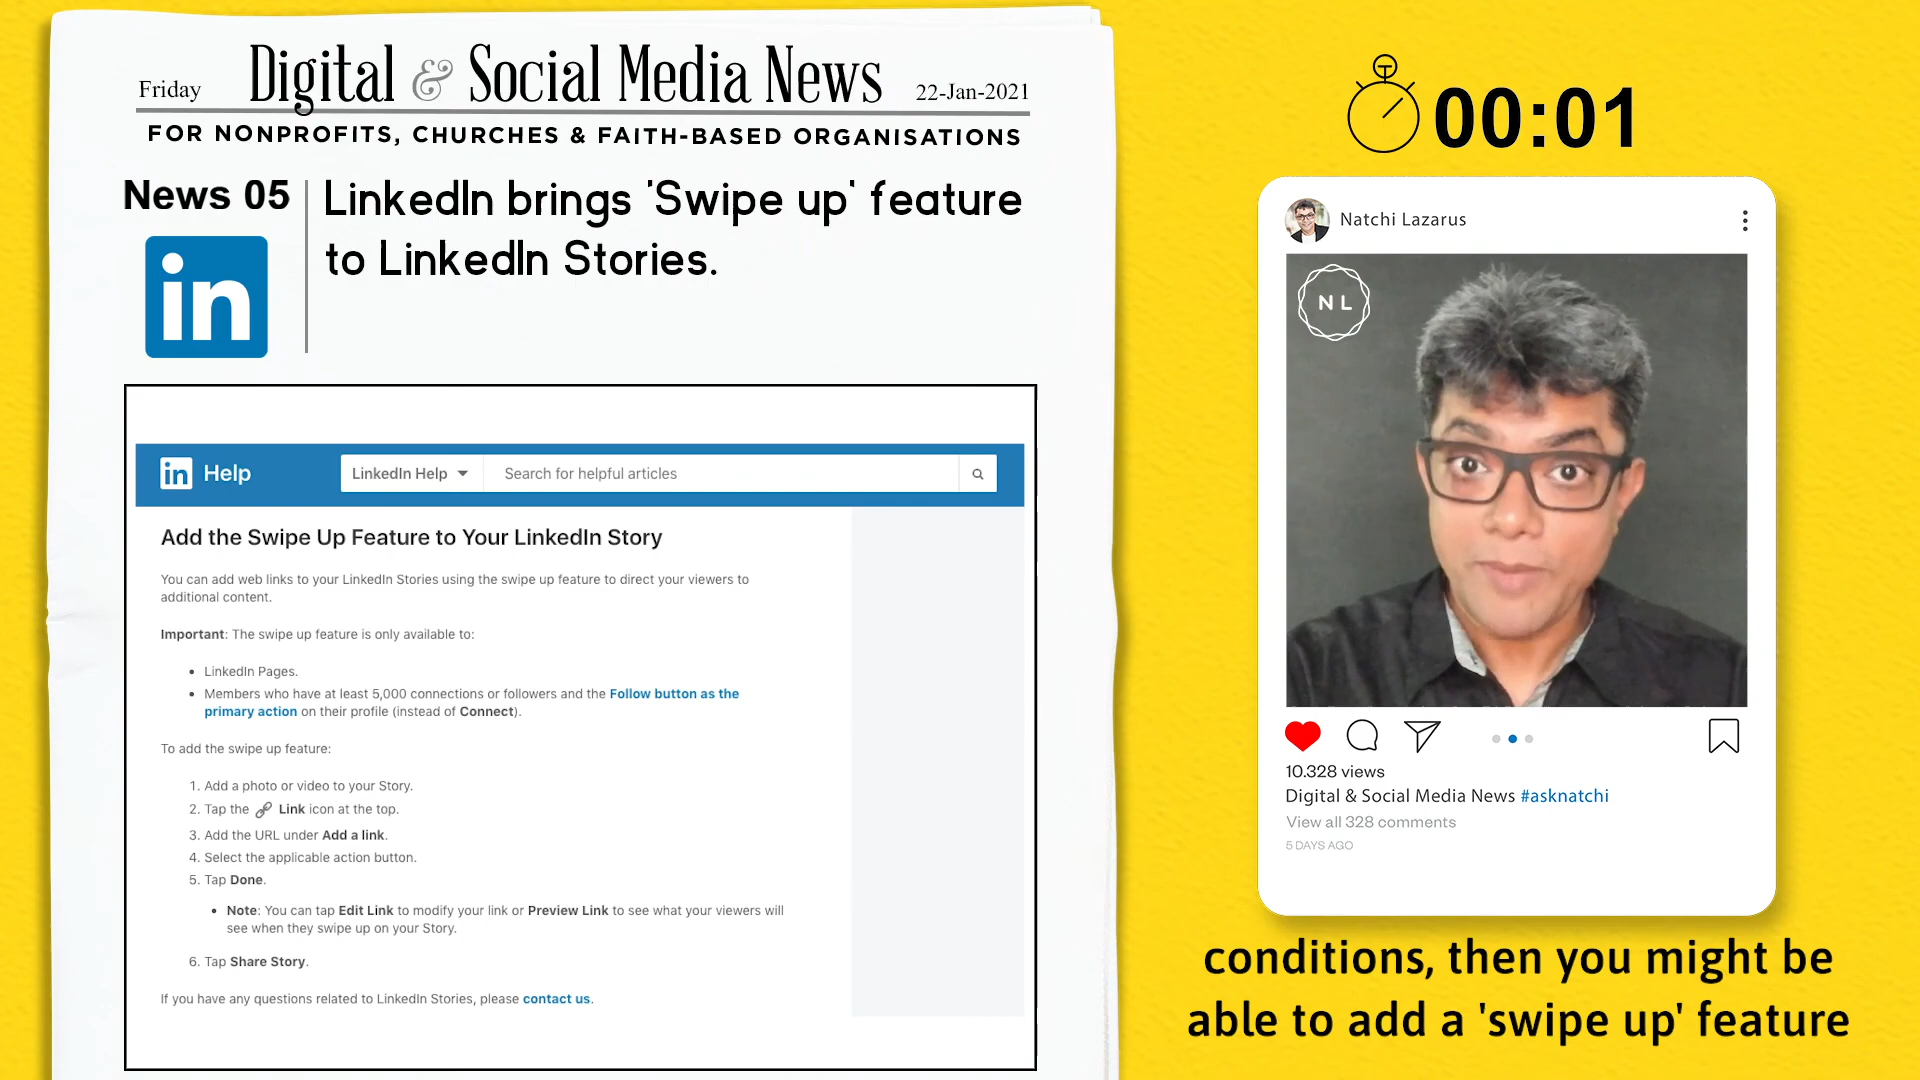 Friday
Digital & Social Media News
22-Jan-2021
FOR NONPROFITS, CHURCHES & FAITH-BASED ORGANISATIONS
News 05
LinkedIn brings 'Swipe up' feature
to LinkedIn Stories.
in
in Help
LinkedIn Help
Search for helpful articles
Add the Swipe Up Feature to Your LinkedIn Story
You can add web links to your LinkedIn Stories using the swipe up feature to direct your viewers to
additional content.
Important: The swipe up feature is only available to:
• LinkedIn Pages.
• Members who have at least 5,000 connections or followers and the Follow button as the
primary action on their profile (instead of Connect).
To add the swipe up feature:
1. Add a photo or video to your Story.
2. Tap the Link icon at the top.
3. Add the URL under Add a link.
4. Select the applicable action button.
5. Tap Done.
• Note: You can tap Edit Link to modify your link or Preview Link to see what your viewers will
see when they swipe up on your Story.
6. Tap Share Story.
If you have any questions related to LinkedIn Stories, please contact us.
00:01
Natchi Lazarus
NL
10.328 views
Digital & Social Media News #asknatchi
View all 328 comments
5 DAYS AGO
conditions, then you might be
able to add a 'swipe up' feature